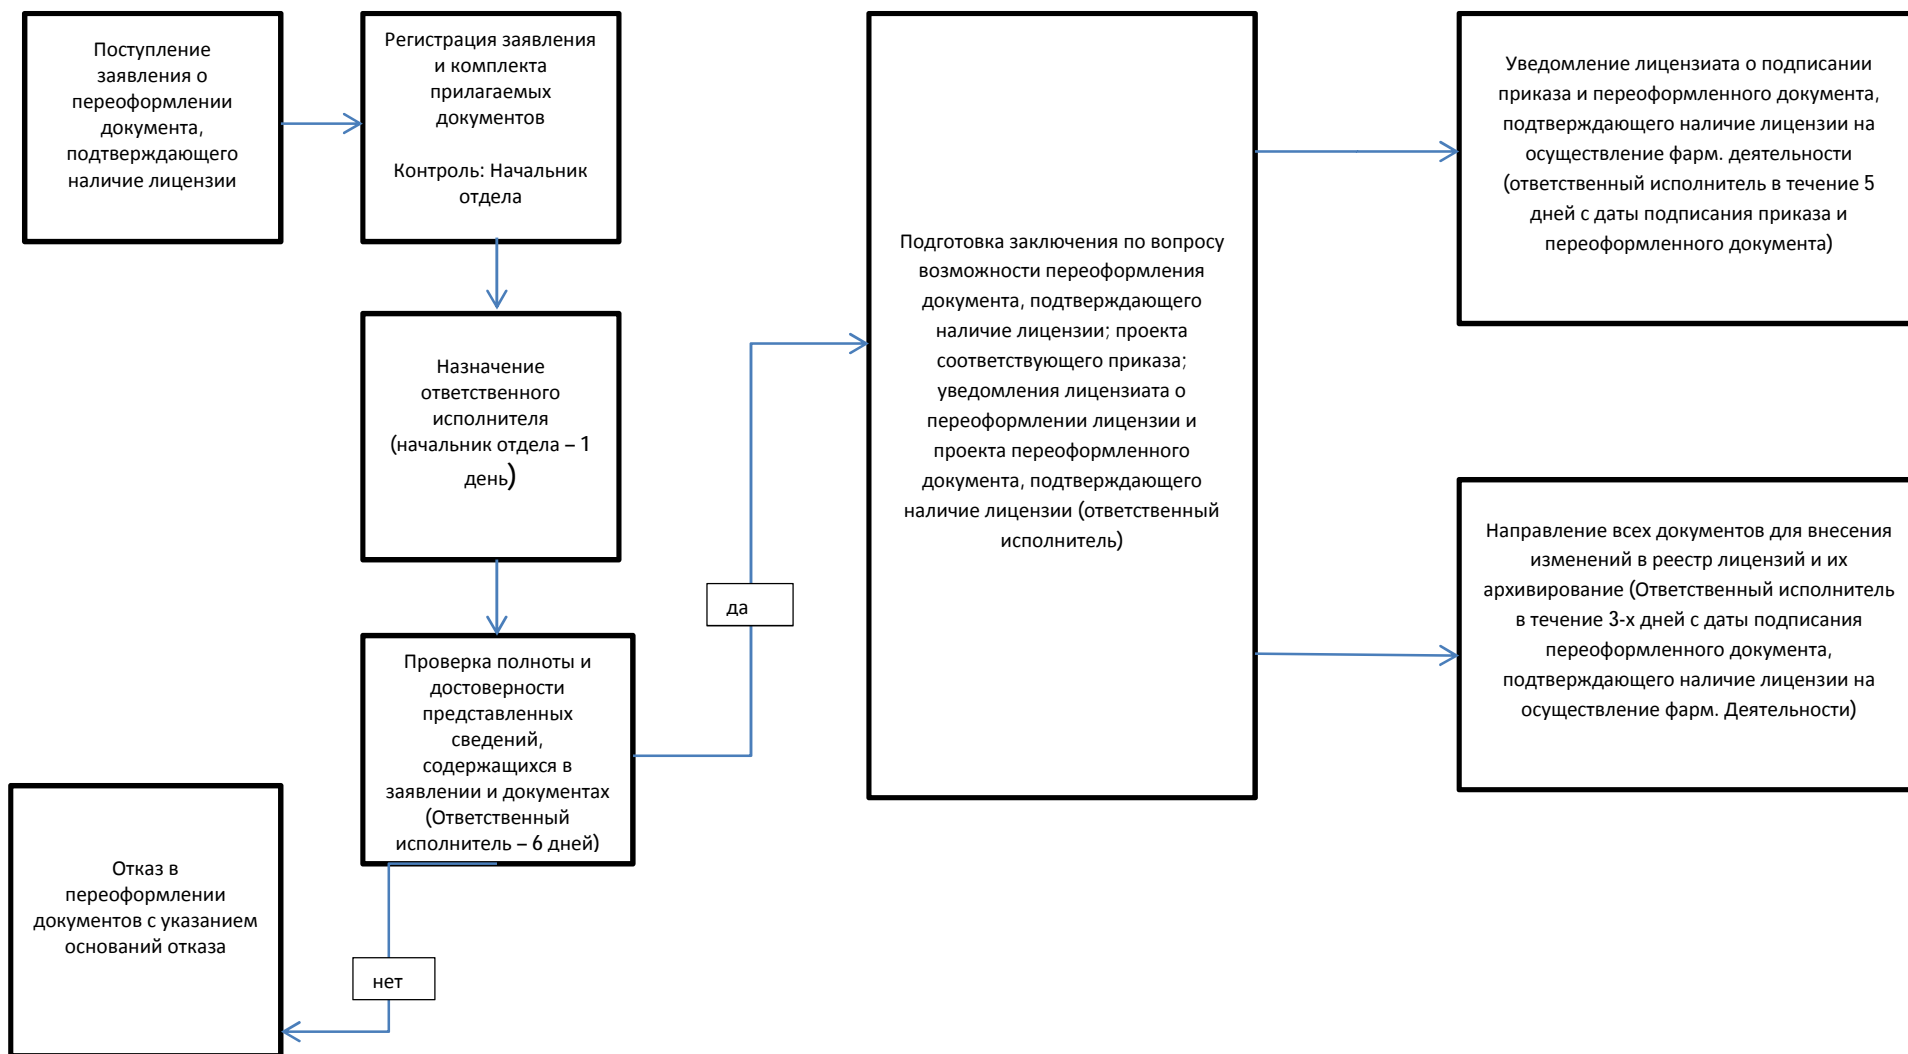 Поступление
заявления о
переоформлении
документа,
подтверждающего
наличие лицензии
Регистрация заявления
и комплекта
прилагаемых
документов
Контроль: Начальник
отдела
Назначение
ответственного
исполнителя
(начальник отдела – 1
день)
Проверка полноты и
достоверности
представленных
сведений,
содержащихся в
заявлении и документах
(Ответственный
исполнитель – 6 дней)
нет
Отказ в
переоформлении
документов с указанием
оснований отказа
да
Подготовка заключения по вопросу
возможности переоформления
документа, подтверждающего
наличие лицензии; проекта
соответствующего приказа;
уведомления лицензиата о
переоформлении лицензии и
проекта переоформленного
документа, подтверждающего
наличие лицензии (ответственный
исполнитель)
Уведомление лицензиата о подписании
приказа и переоформленного документа,
подтверждающего наличие лицензии на
осуществление фарм. деятельности
(ответственный исполнитель в течение 5
дней с даты подписания приказа и
переоформленного документа)
Направление всех документов для внесения
изменений в реестр лицензий и их
архивирование (Ответственный исполнитель
в течение 3-х дней с даты подписания
переоформленного документа,
подтверждающего наличие лицензии на
осуществление фарм. Деятельности)